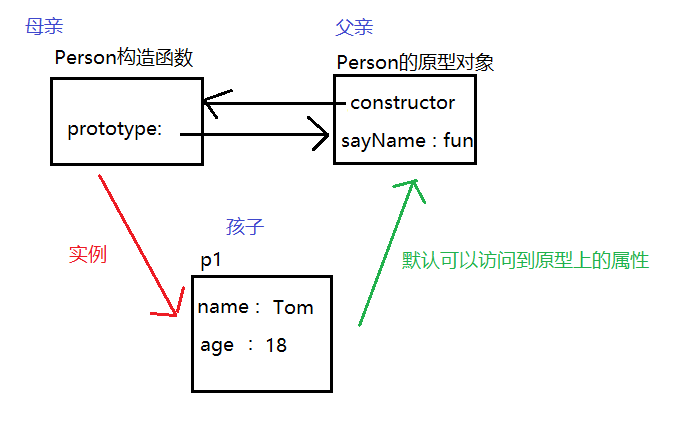 母亲
父亲
Person构造函数
Person的原型对象
constructor
prototype:
sayName : fun
孩子
实例
p1
默认可以访问到原型上的属性
name : Tom
age : 18